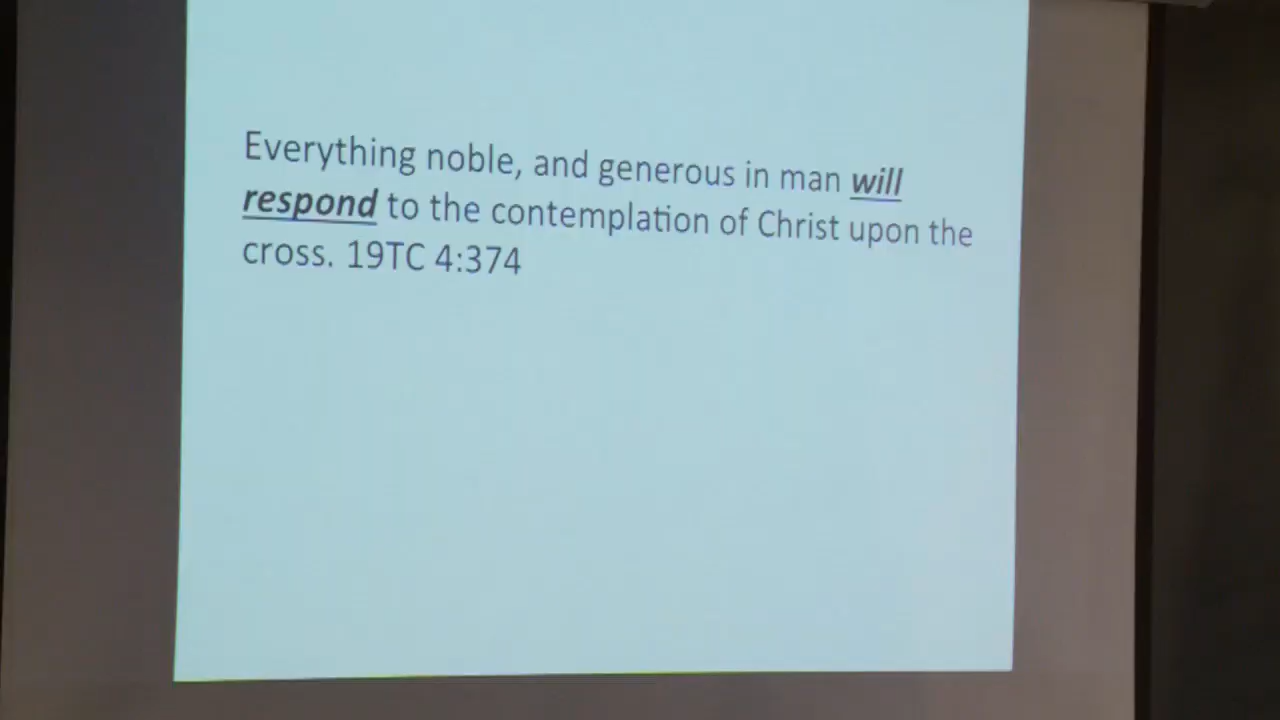 Everything noble, and generous in man will
respond to the contemplation of Christ upon the
cross. 19TC 4:374